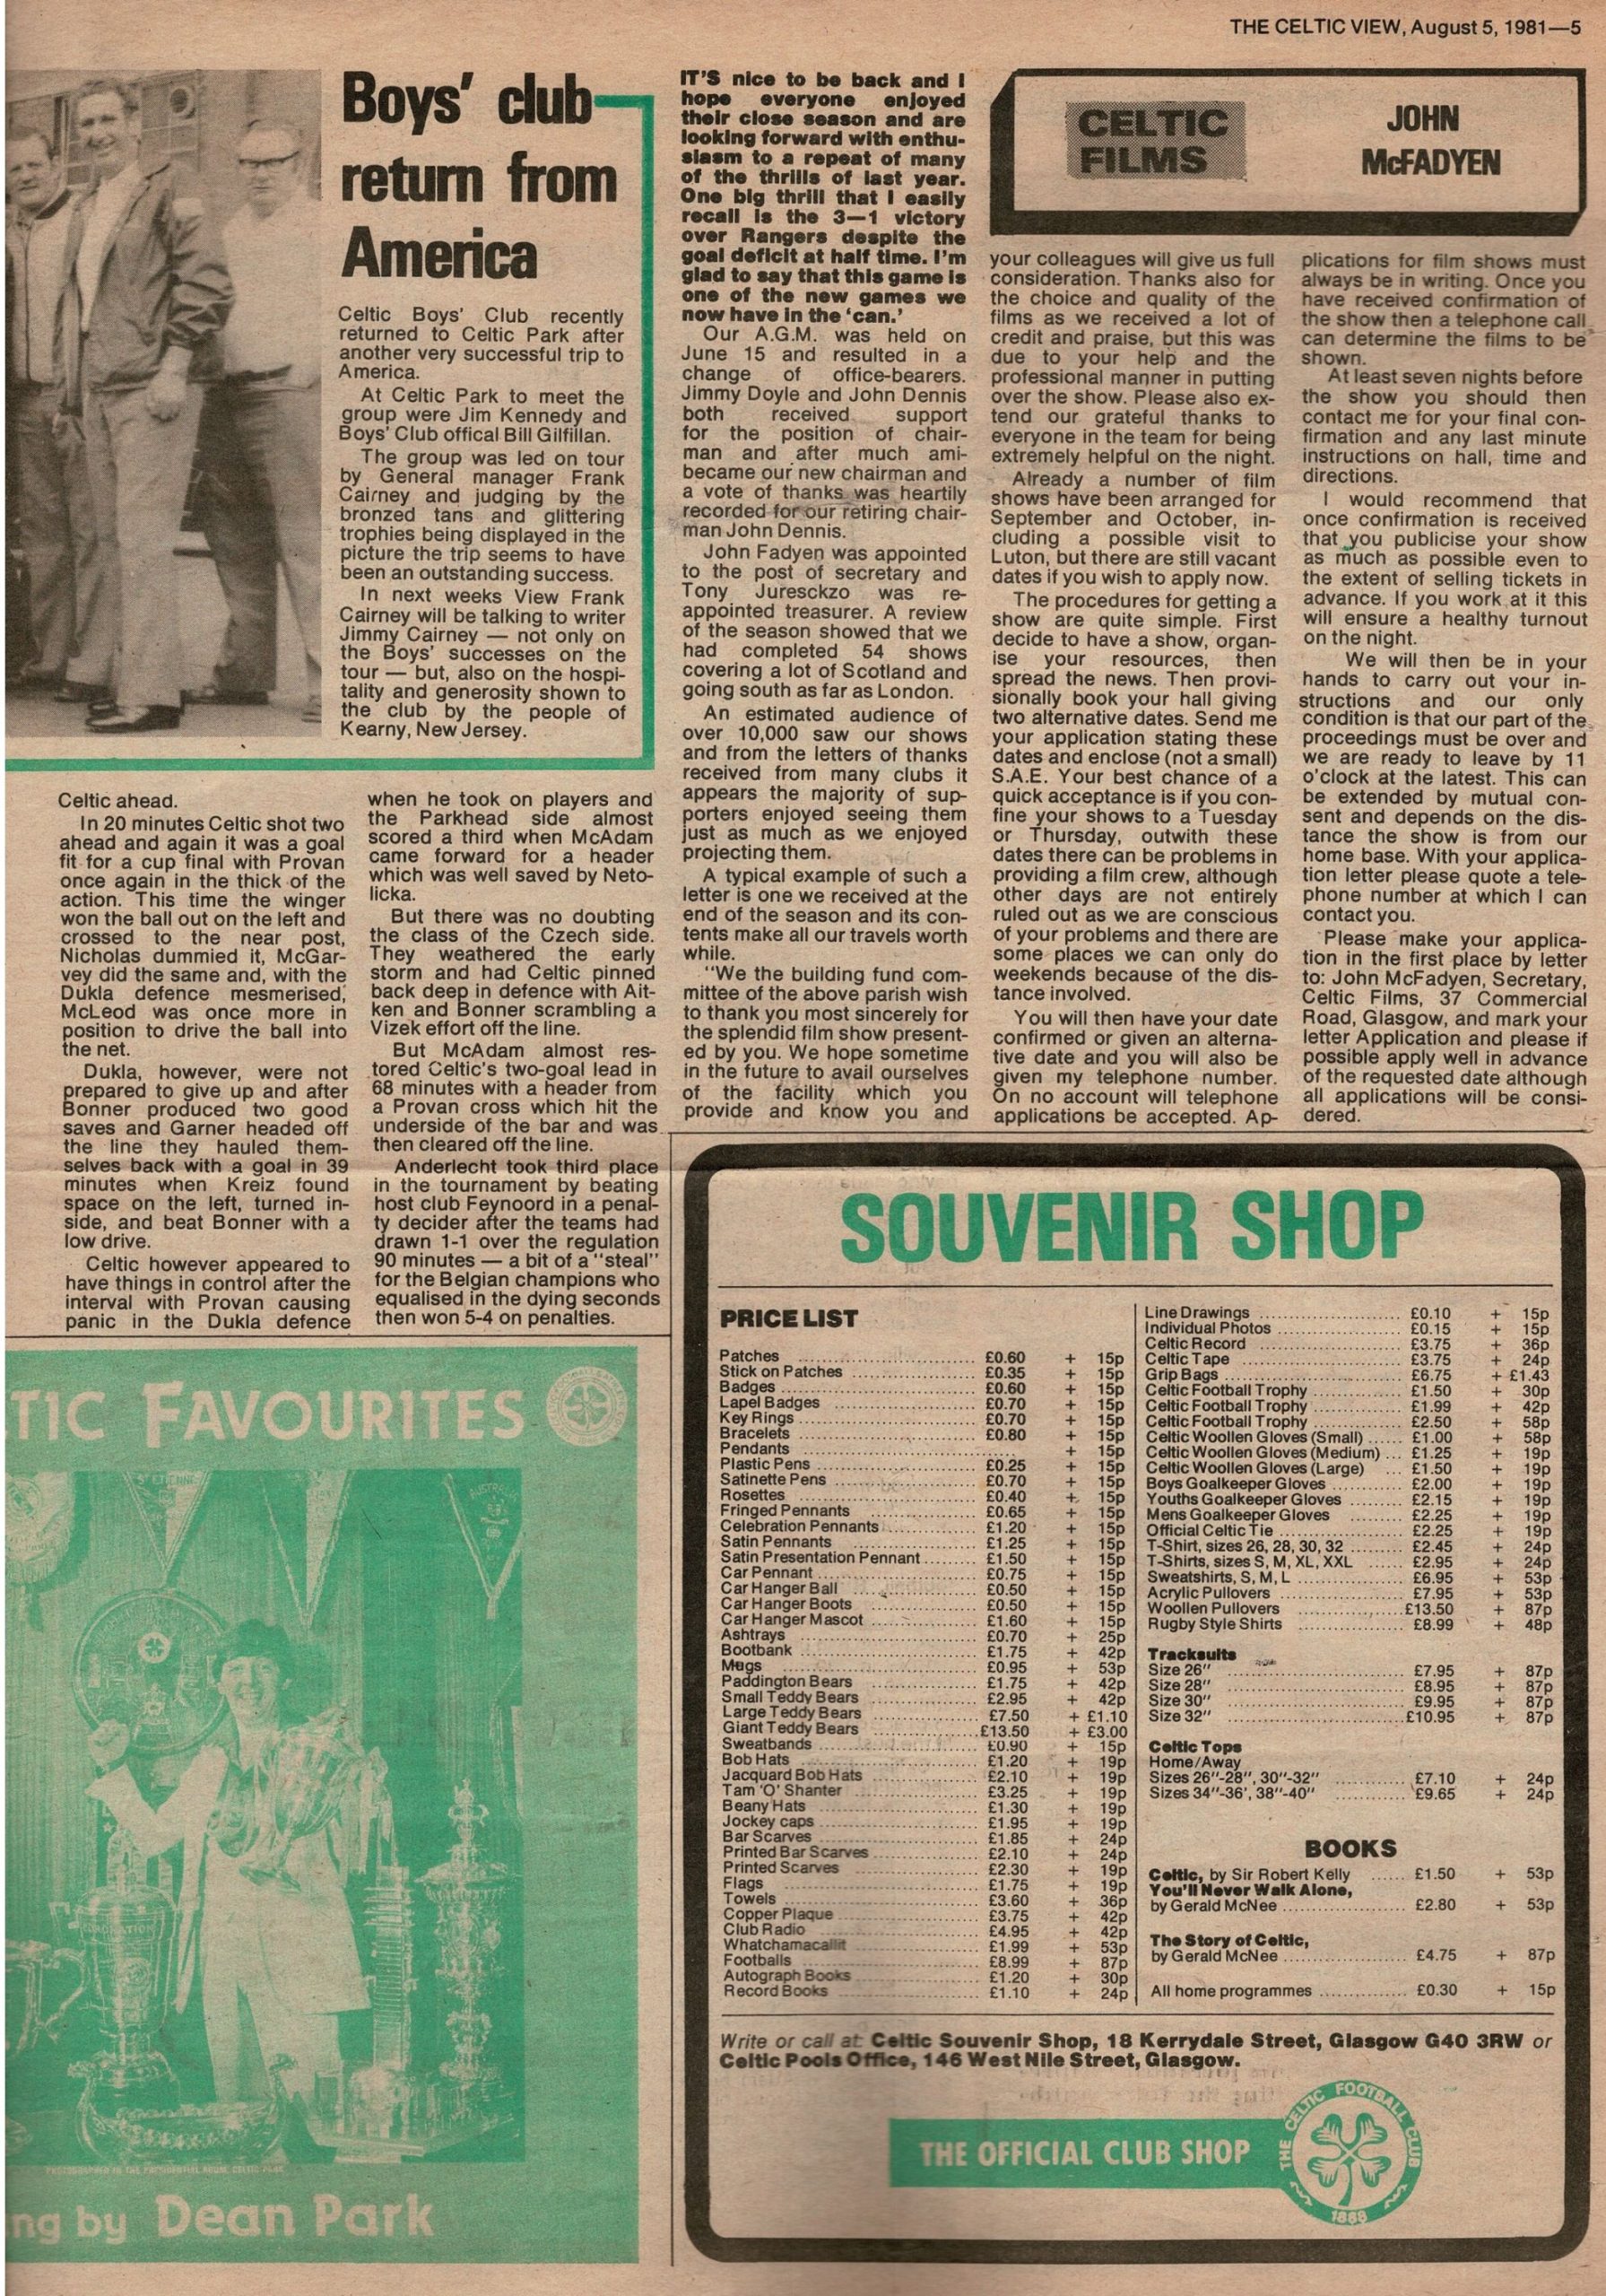 THE CELTIC VIEW, August 5, 1981—5
Boys' club
return from
America
Celtic Boys' Club recently
returned to Celtic Park after
another very successful trip to
America.
At Celtic Park to meet the
group were Jim Kennedy and
Boys' Club offical Bill Gilfillan.
The group was led on tour
by General manager Frank
Cairney and judging by the
bronzed tans and glittering
trophies being displayed in the
picture the trip seems to have
been an outstanding success.
In next weeks View Frank
Cairney will be talking to writer
Jimmy Cairney — not only on
the Boys' successes on the
tour — but, also on the hospi-
tality and generosity shown to
the club by the people of
Kearny, New Jersey.
Celtic ahead.
In 20 minutes Celtic shot two
ahead and again it was a goal
fit for a cup final with Provan
once again in the thick of the
action. This time the winger
won the ball out on the left and
crossed to the near post,
Nicholas dummied it, McGar-
vey did the same and, with the
Dukla defence mesmerised,
McLeod was once more in
position to drive the ball into
the net.
Dukla, however, were not
prepared to give up and after
Bonner produced two good
saves and Garner headed off
the line they hauled them-
selves back with a goal in 39
minutes when Kreiz found
space on the left, turned in-
side, and beat Bonner with a
low drive.
Celtic however appeared to
have things in control after the
interval with Provan causing
panic in the Dukla defence
when he took on players and
the Parkhead side almost
scored a third when McAdam
came forward for a header
which was well saved by Neto-
licka.
But there was no doubting
the class of the Czech side.
They weathered the early
storm and had Celtic pinned
back deep in defence with Ait-
ken and Bonner scrambling a
Vizek effort off the line.
But McAdam almost res-
tored Celtic's two-goal lead in
68 minutes with a header from
a Provan cross which hit the
underside of the bar and was
then cleared off the line.
Anderlecht took third place
in the tournament by beating
host club Feynoord in a penal-
ty decider after the teams had
drawn 1-1 over the regulation
90 minutes — a bit of a "steal"
for the Belgian champions who
equalised in the dying seconds
then won 5-4 on penalties.
TIC FAVOURITES
ST. ETIENNE
AUSTRALIA
CORONATION
PHOTOGRAPHED IN THE PRESIDENTIAL ROOM, CELTIC PARK
ng by Dean Park
CELTIC
FILMS
JOHN
McFADYEN
IT'S nice to be back and I
hope everyone enjoyed
their close season and are
looking forward with enthu-
siasm to a repeat of many
of the thrills of last year.
One big thrill that I easily
recall is the 3—1 victory
over Rangers despite the
goal deficit at half time. I'm
glad to say that this game is
one of the new games we
now have in the 'can.'
Our A.G.M. was held on
June 15 and resulted in a
change of office-bearers.
Jimmy Doyle and John Dennis
both received support
for the position of chair-
man and after much ami-
became our new chairman and
a vote of thanks was heartily
recorded for our retiring chair-
man John Dennis.
John Fadyen was appointed
to the post of secretary and
Tony Juresckzo was re-
appointed treasurer. A review
of the season showed that we
had completed 54 shows
covering a lot of Scotland and
going south as far as London.
An estimated audience of
over 10,000 saw our shows
and from the letters of thanks
received from many clubs it
appears the majority of sup-
porters enjoyed seeing them
just as much as we enjoyed
projecting them.
A typical example of such a
letter is one we received at the
end of the season and its con-
tents make all our travels worth
while.
"We the building fund com-
mittee of the above parish wish
to thank you most sincerely for
the splendid film show present-
ed by you. We hope sometime
in the future to avail ourselves
of the facility which you
provide and know you and
your colleagues will give us full
consideration. Thanks also for
the choice and quality of the
films as we received a lot of
credit and praise, but this was
due to your help and the
professional manner in putting
over the show. Please also ex-
tend our grateful thanks to
everyone in the team for being
extremely helpful on the night.
Already a number of film
shows have been arranged for
September and October, in-
cluding a possible visit to
Luton, but there are still vacant
dates if you wish to apply now.
The procedures for getting a
show are quite simple. First
decide to have a show, organ-
ise your resources, then
spread the news. Then provi-
sionally book your hall giving
two alternative dates. Send me
your application stating these
dates and enclose (not a small)
S.A.E. Your best chance of a
quick acceptance is if you con-
fine your shows to a Tuesday
or Thursday, outwith these
dates there can be problems in
providing a film crew, although
other days are not entirely
ruled out as we are conscious
of your problems and there are
some places we can only do
weekends because of the dis-
tance involved.
You will then have your date
confirmed or given an alterna-
tive date and you will also be
given my telephone number.
On no account will telephone
applications be accepted. Ap-
plications for film shows must
always be in writing. Once you
have received confirmation of
the show then a telephone call
can determine the films to be
shown.
At least seven nights before
the show you should then
contact me for your final con-
firmation and any last minute
instructions on hall, time and
directions.
I would recommend that
once confirmation is received
that you publicise your show
as much as possible even to
the extent of selling tickets in
advance. If you work at it this
will ensure a healthy turnout
on the night.
We will then be in your
hands to carry out your in-
structions and our only
condition is that our part of the
proceedings must be over and
we are ready to leave by 11
o'clock at the latest. This can
be extended by mutual con-
sent and depends on the dis-
tance the show is from our
home base. With your applica-
tion letter please quote a tele-
phone number at which I can
contact you.
Please make your applica-
tion in the first place by letter
to: John McFadyen, Secretary,
Celtic Films, 37 Commercial
Road, Glasgow, and mark your
letter Application and please if
possible apply well in advance
of the requested date although
all applications will be consi-
dered.
SOUVENIR SHOP
PRICE LIST
Patches £0.60 + 15p
Stick on Patches £0.35 + 15p
Badges £0.60 + 15p
Lapel Badges £0.70 + 15p
Key Rings £0.70 + 15p
Bracelets £0.80 + 15p
Pendants + 15p
Plastic Pens £0.25 + 15p
Satinette Pens £0.70 + 15p
Rosettes £0.40 + 15p
Fringed Pennants £0.65 + 15p
Celebration Pennants £1.20 + 15p
Satin Pennants £1.25 + 15p
Satin Presentation Pennant £1.50 + 15p
Car Pennant £0.75 + 15p
Car Hanger Ball £0.50 + 15p
Car Hanger Boots £0.50 + 15p
Car Hanger Mascot £1.60 + 15p
Ashtrays £0.70 + 25p
Bootbank £1.75 + 42p
Mugs £0.95 + 53p
Paddington Bears £1.75 + 42p
Small Teddy Bears £2.95 + 42p
Large Teddy Bears £7.50 + £1.10
Giant Teddy Bears £13.50 + £3.00
Sweatbands £0.90 + 15p
Bob Hats £1.20 + 19p
Jacquard Bob Hats £2.10 + 19p
Tam 'O' Shanter £3.25 + 19p
Beany Hats £1.30 + 19p
Jockey caps £1.95 + 19p
Bar Scarves £1.85 + 24p
Printed Bar Scarves £2.10 + 24p
Printed Scarves £2.30 + 19p
Flags £1.75 + 19p
Towels £3.60 + 36p
Copper Plaque £3.75 + 42p
Club Radio £4.95 + 42p
Whatchamacallit £1.99 + 53p
Footballs £8.99 + 87p
Autograph Books £1.20 + 30p
Record Books £1.10 + 24p
Line Drawings £0.10 + 15p
Individual Photos £0.15 + 15p
Celtic Record £3.75 + 36p
Celtic Tape £3.75 + 24p
Grip Bags £6.75 + £1.43
Celtic Football Trophy £1.50 + 30p
Celtic Football Trophy £1.99 + 42p
Celtic Football Trophy £2.50 + 58p
Celtic Woollen Gloves (Small) £1.00 + 58p
Celtic Woollen Gloves (Medium) £1.25 + 19p
Celtic Woollen Gloves (Large) £1.50 + 19p
Boys Goalkeeper Gloves £2.00 + 19p
Youths Goalkeeper Gloves £2.15 + 19p
Mens Goalkeeper Gloves £2.25 + 19p
Official Celtic Tie £2.25 + 19p
T-Shirt, sizes 26, 28, 30, 32 £2.45 + 24p
T-Shirts, sizes S, M, XL, XXL £2.95 + 24p
Sweatshirts, S, M, L £6.95 + 53p
Acrylic Pullovers £7.95 + 53p
Woollen Pullovers £13.50 + 87p
Rugby Style Shirts £8.99 + 48p
Tracksuits
Size 26" £7.95 + 87p
Size 28" £8.95 + 87p
Size 30" £9.95 + 87p
Size 32" £10.95 + 87p
Celtic Tops
Home/Away
Sizes 26"-28", 30"-32" £7.10 + 24p
Sizes 34"-36', 38"-40" £9.65 + 24p
BOOKS
Celtic, by Sir Robert Kelly £1.50 + 53p
You'll Never Walk Alone,
by Gerald McNee £2.80 + 53p
The Story of Celtic,
by Gerald McNee £4.75 + 87p
All home programmes £0.30 + 15p
Write or call at: Celtic Souvenir Shop, 18 Kerrydale Street, Glasgow G40 3RW or
Celtic Pools Office, 146 West Nile Street, Glasgow.
THE OFFICIAL CLUB SHOP
THE CELTIC FOOTBALL CLUB
1888